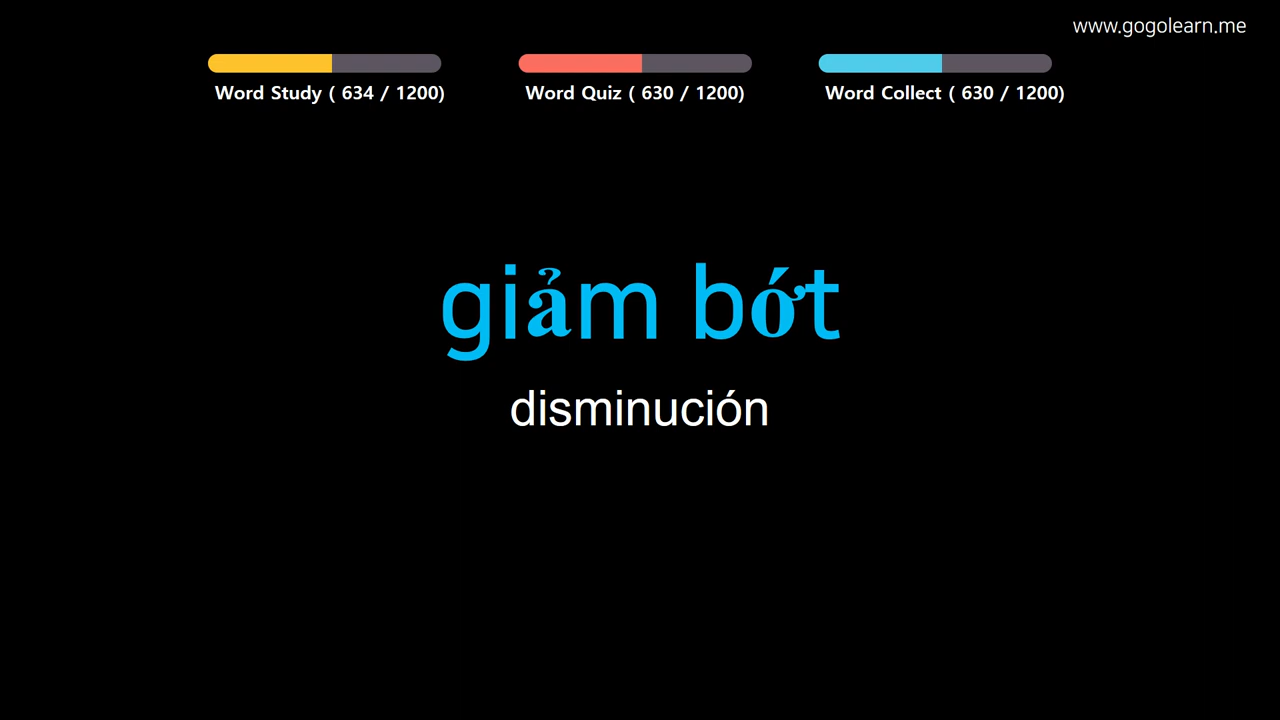 www.gogolearn.me
Word Study ( 634 / 1200)
Word Quiz ( 630 / 1200)
Word Collect ( 630 / 1200)
giảm bớt
disminución